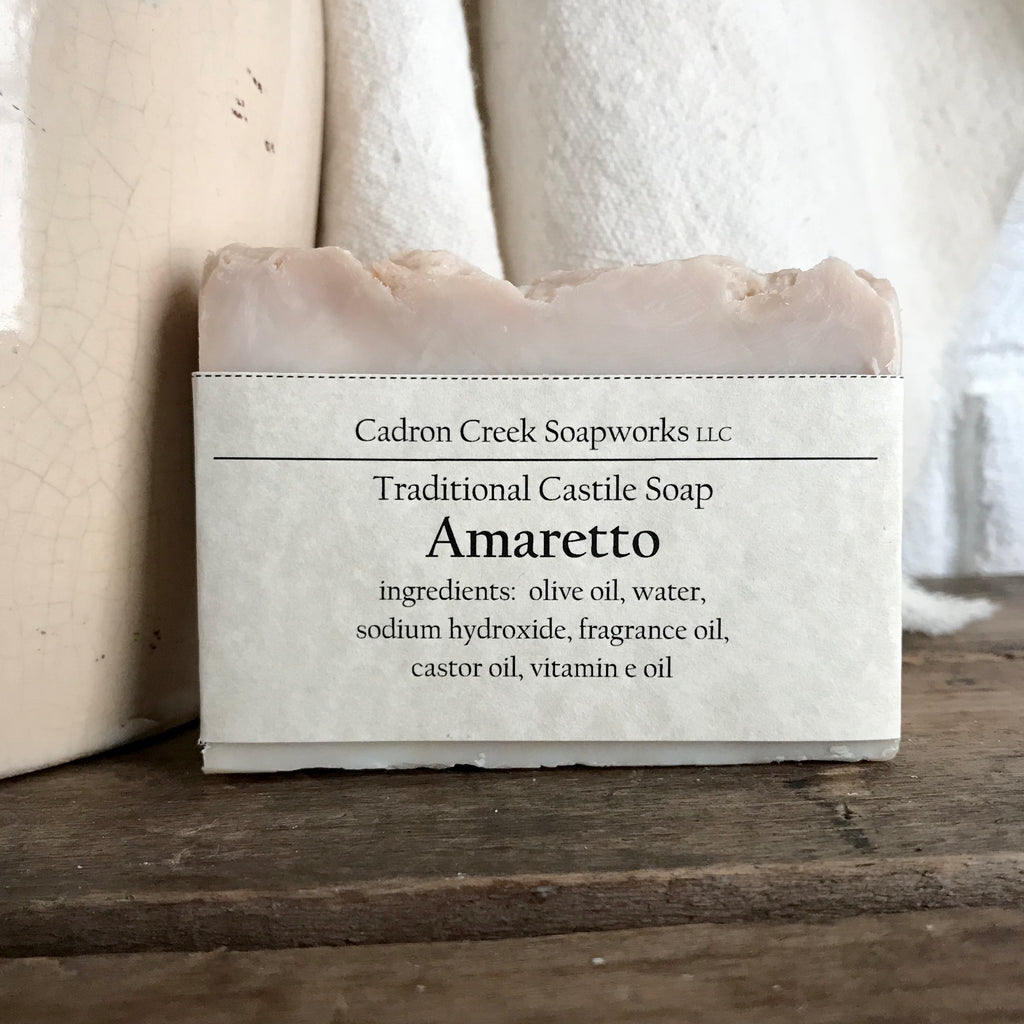 Cadron Creek Soapworks LLC
Traditional Castile Soap
Amaretto
ingredients: olive oil, water,
sodium hydroxide, fragrance oil,
castor oil, vitamin e oil